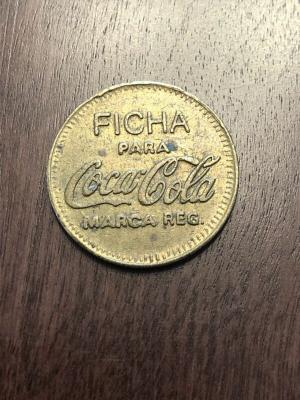 FICHA
PARA
Coca-Cola
MARCA REG.